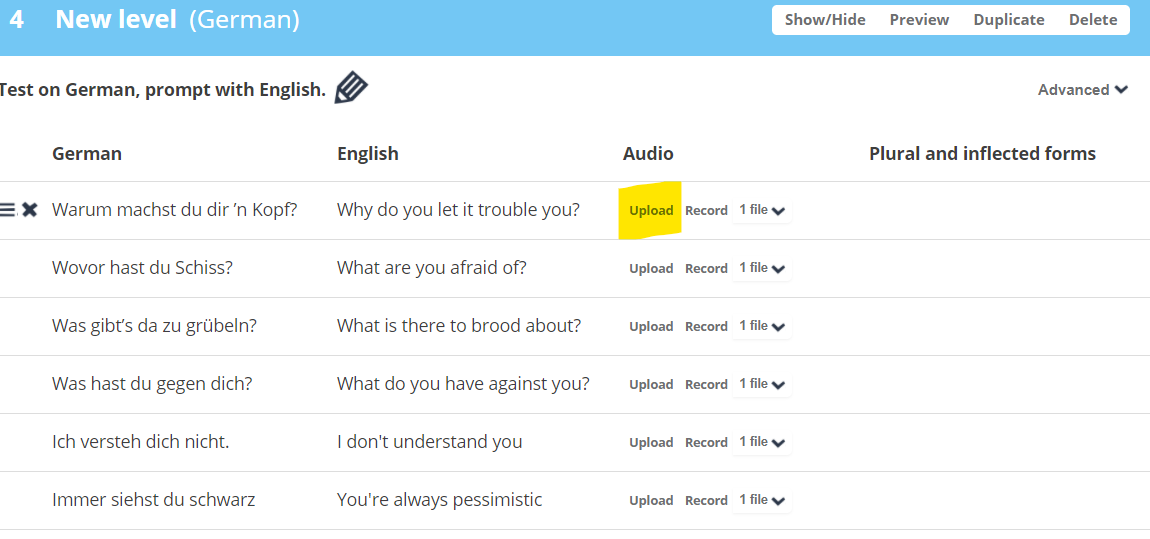 4 New level (German) Show/Hide Preview Duplicate Delete
Test on German, prompt with English. Advanced
German English Audio Plural and inflected forms
Warum machst du dir ’n Kopf? Why do you let it trouble you? Upload Record 1 file
Wovor hast du Schiss? What are you afraid of? Upload Record 1 file
Was gibt’s da zu grübeln? What is there to brood about? Upload Record 1 file
Was hast du gegen dich? What do you have against you? Upload Record 1 file
Ich versteh dich nicht. I don't understand you Upload Record 1 file
Immer siehst du schwarz You're always pessimistic Upload Record 1 file